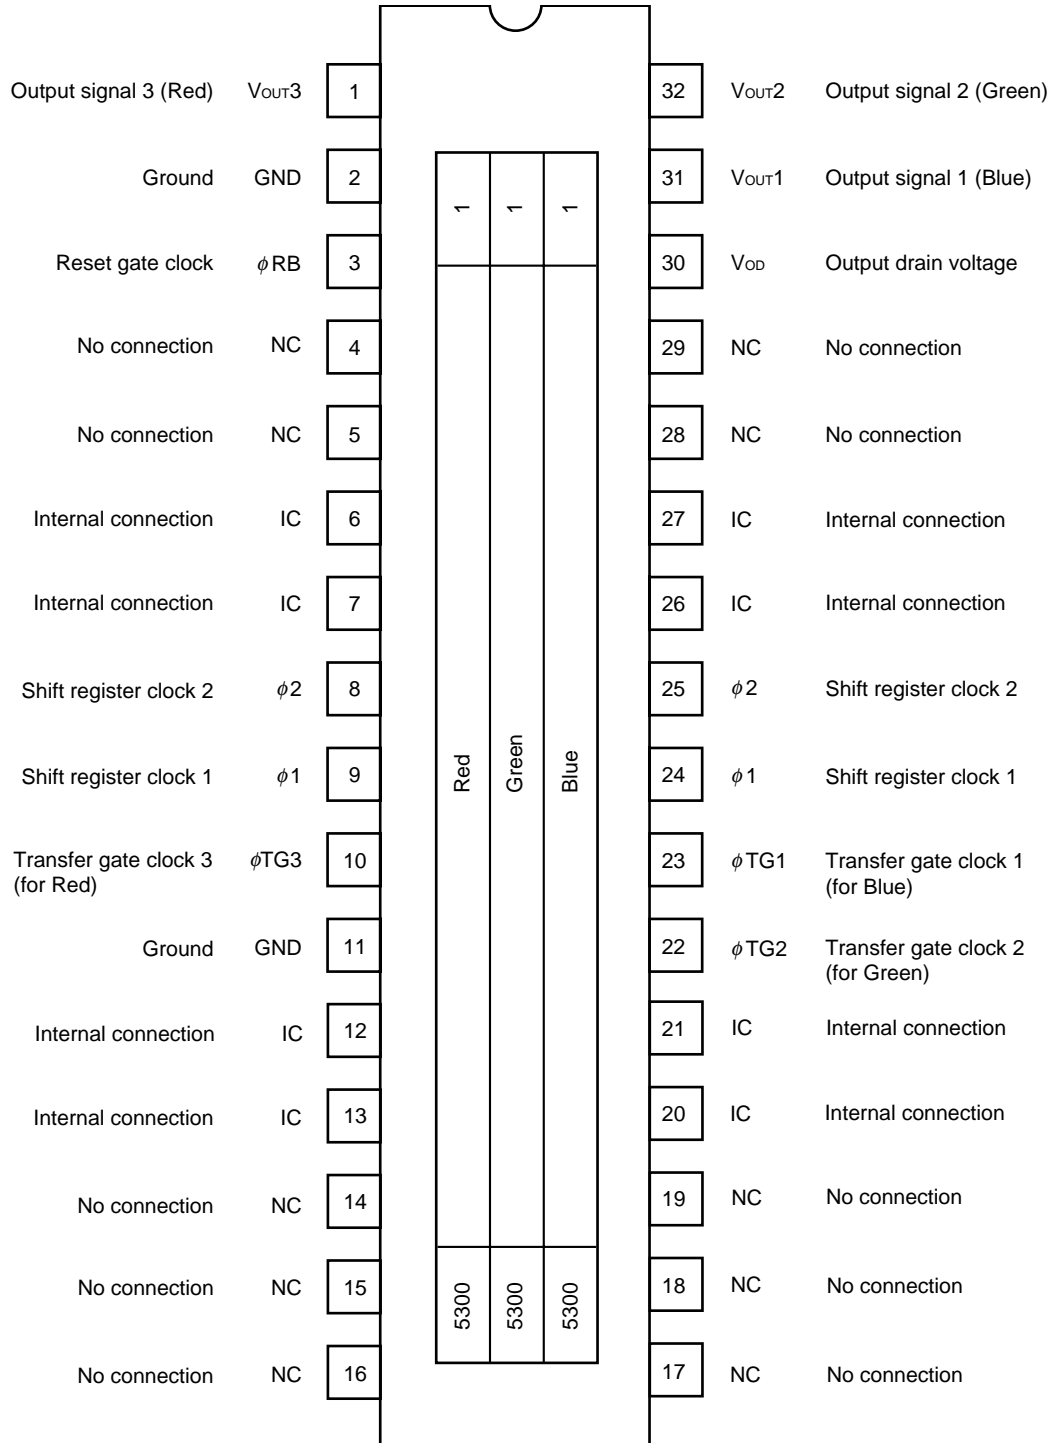 Output signal 3 (Red) VOUT3 1 32 VOUT2 Output signal 2 (Green)
Ground GND 2 31 VOUT1 Output signal 1 (Blue)
1 1 1
Reset gate clock ϕRB 3 30 VOD Output drain voltage
No connection NC 4 29 NC No connection
No connection NC 5 28 NC No connection
Internal connection IC 6 27 IC Internal connection
Internal connection IC 7 26 IC Internal connection
Shift register clock 2 ϕ2 8 25 ϕ2 Shift register clock 2
Red Green Blue
Shift register clock 1 ϕ1 9 24 ϕ1 Shift register clock 1
Transfer gate clock 3 ϕTG3 10 23 ϕTG1 Transfer gate clock 1
(for Red) (for Blue)
Ground GND 11 22 ϕTG2 Transfer gate clock 2
(for Green)
Internal connection IC 12 21 IC Internal connection
Internal connection IC 13 20 IC Internal connection
No connection NC 14 19 NC No connection
No connection NC 15 18 NC No connection
5300 5300 5300
No connection NC 16 17 NC No connection